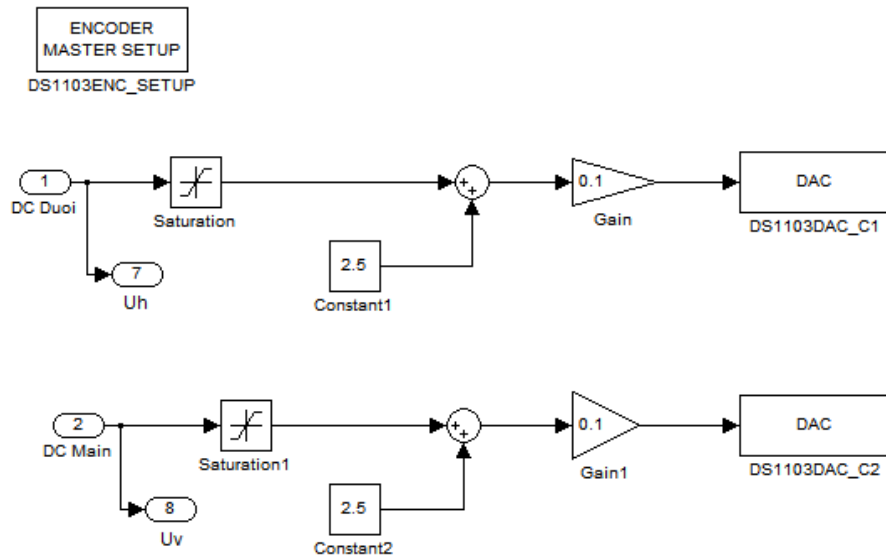 ENCODER
MASTER SETUP
DS1103ENC_SETUP
1
DC Duoi
Saturation
+
+
0.1
Gain
DAC
DS1103DAC_C1
7
Uh
2.5
Constant1
2
DC Main
Saturation1
+
+
0.1
Gain1
DAC
DS1103DAC_C2
8
Uv
2.5
Constant2